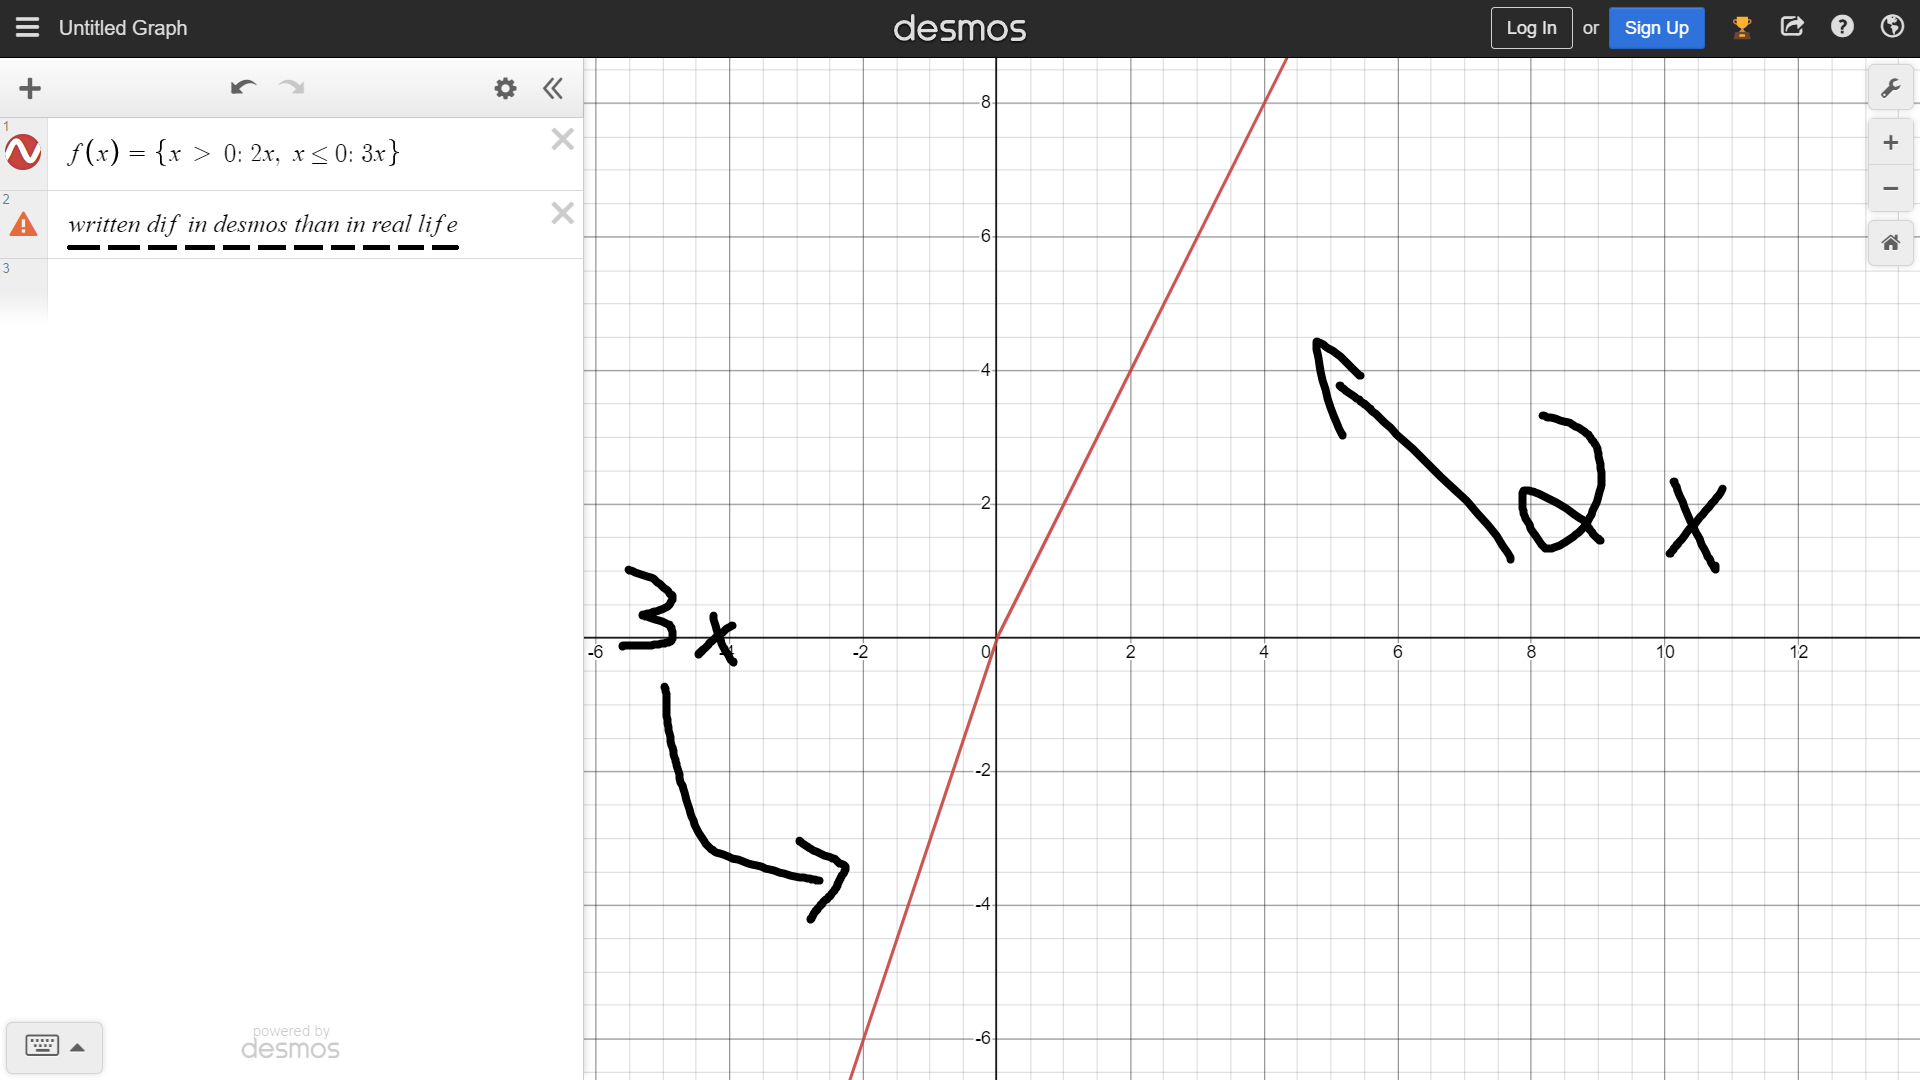 Untitled Graph
desmos
Log In or Sign Up
1
f(x) = {x > 0: 2x, x ≤ 0: 3x}
2
written dif in desmos than in real life
3
powered by
desmos
8
6
4
2
-6 -4 -2 0 2 4 6 8 10 12
-2
-4
-6
2x
3x